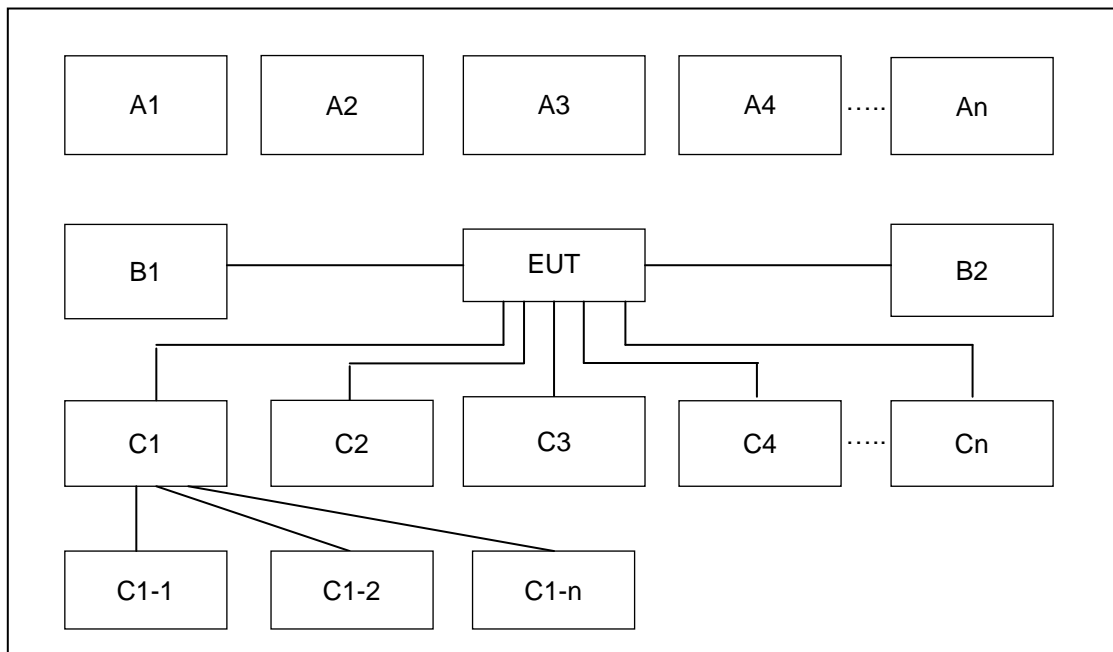 A1 A2 A3 A4 ..... An
B1 EUT B2
C1 C2 C3 C4 ..... Cn
C1-1 C1-2 C1-n